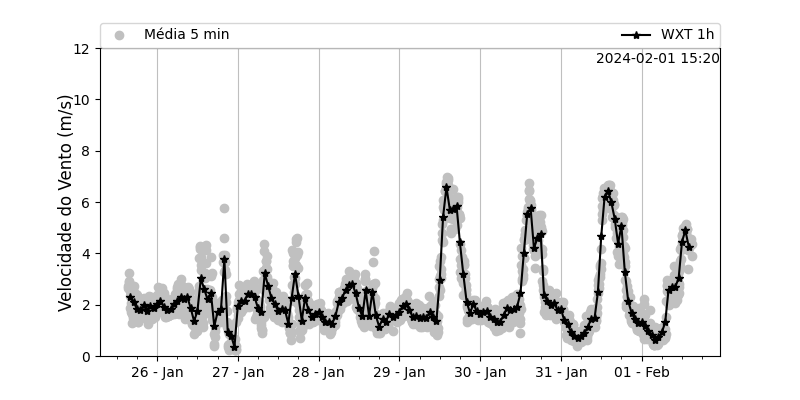 Média 5 min
WXT 1h
2024-02-01 15:20
Velocidade do Vento (m/s)
12
10
8
6
4
2
0
26 - Jan
27 - Jan
28 - Jan
29 - Jan
30 - Jan
31 - Jan
01 - Feb